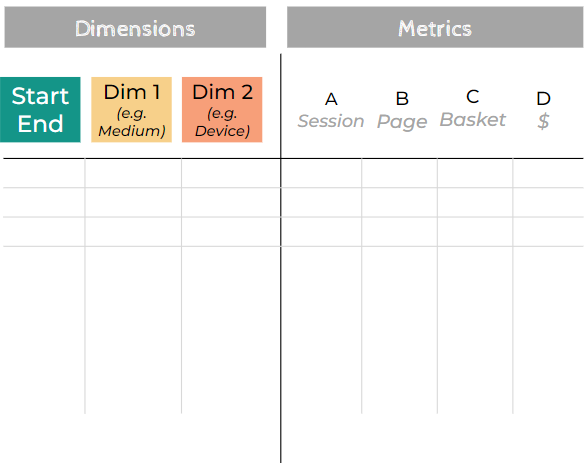 Dimensions
Metrics
Start
End
Dim 1
(e.g.
Medium)
Dim 2
(e.g.
Device)
A
Session
B
Page
C
Basket
D
$